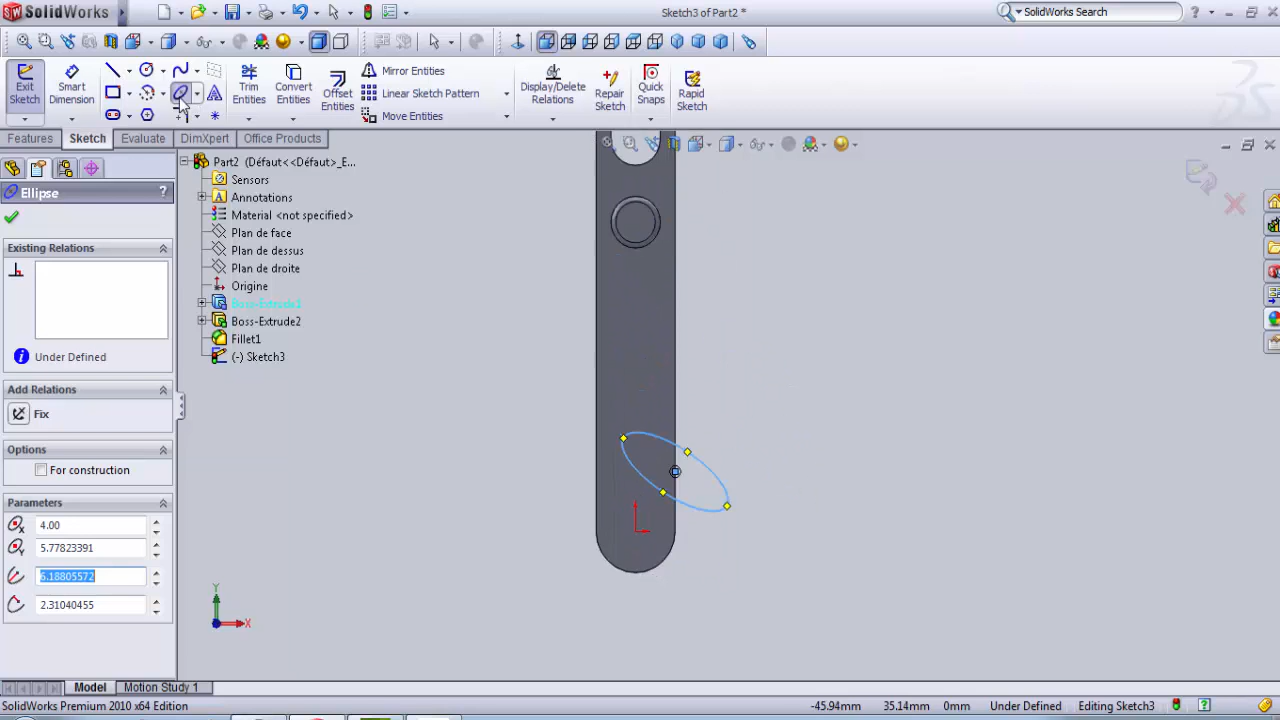 SolidWorks
Sketch3 of Part2 *
SolidWorks Search
Exit Sketch
Smart Dimension
Trim Entities
Convert Entities
Offset Entities
Mirror Entities
Linear Sketch Pattern
Move Entities
Display/Delete Relations
Repair Sketch
Quick Snaps
Rapid Sketch
Features
Sketch
Evaluate
DimXpert
Office Products
Ellipse
?
Existing Relations
Under Defined
Add Relations
Fix
Options
For construction
Parameters
4.00
5.77823391
6.18805572
2.31040455
Part2 (Défaut<<Défaut>_E...
Sensors
Annotations
Material <not specified>
Plan de face
Plan de dessus
Plan de droite
Origine
Boss-Extrude1
Boss-Extrude2
Fillet1
(-) Sketch3
Y
X
Model
Motion Study 1
SolidWorks Premium 2010 x64 Edition
-45.94mm
35.14mm
0mm
Under Defined
Editing Sketch3
?